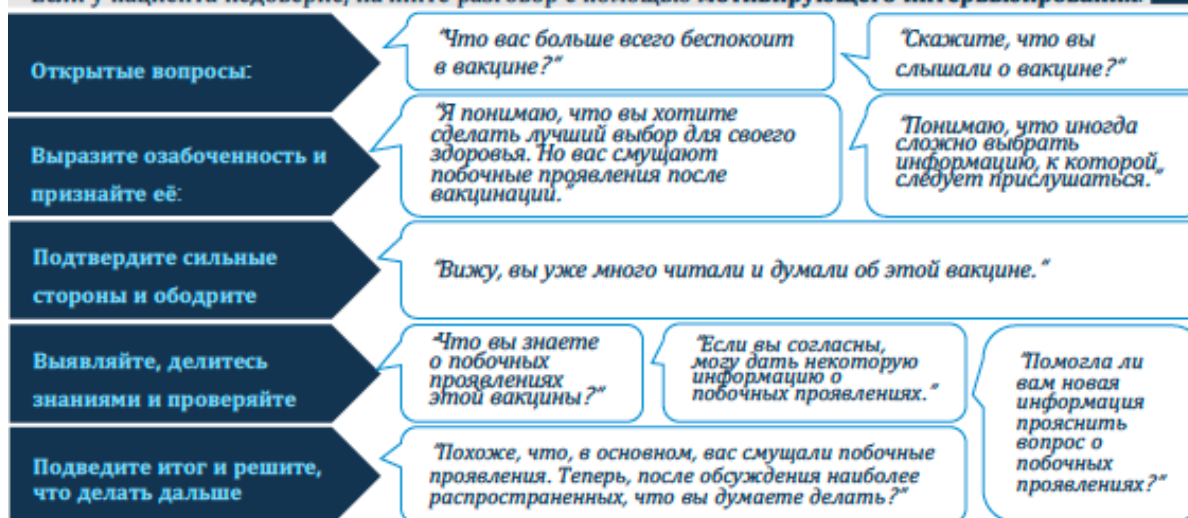 Открытые вопросы:
"Что вас больше всего беспокоит
в вакцине?"
"Скажите, что вы
слышали о вакцине?"
Выразите озабоченность и
признайте её:
"Я понимаю, что вы хотите
сделать лучший выбор для своего
здоровья. Но вас смущают
побочные проявления после
вакцинаций."
"Понимаю, что иногда
сложно выбрать
информацию, к которой
следует прислушаться."
Подтвердите сильные
стороны и ободрите
"Вижу, вы уже много читали и думали об этой вакцине."
Выявляйте, делитесь
знаниями и проверяйте
"Что вы знаете
о побочных
проявлениях
этой вакцины?"
"Если вы согласны,
могу дать некоторую
информацию о
побочных проявлениях."
"Помогла ли
вам новая
информация
прояснить
вопрос о
побочных
проявлениях?"
Подведите итог и решите,
что делать дальше
"Похоже, что, в основном, вас смущали побочные
проявления. Теперь, после обсуждения наиболее
распространенных, что вы думаете делать?"